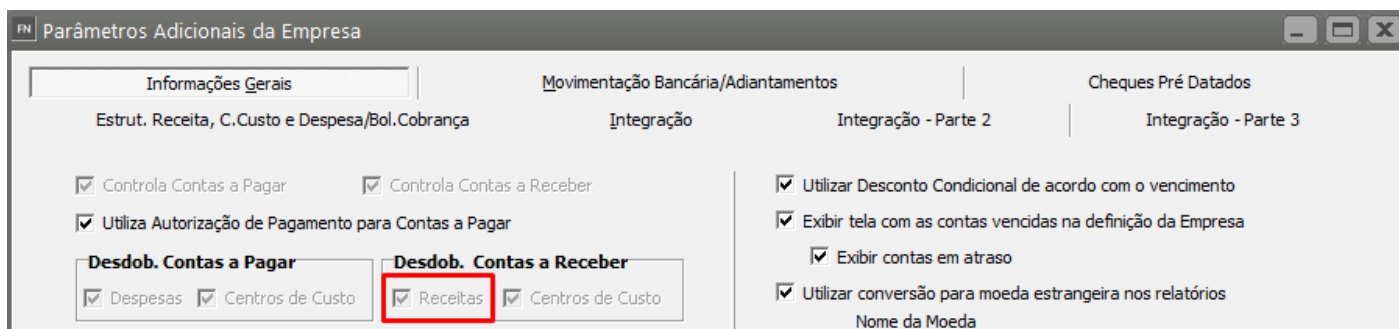 FN Parâmetros Adicionais da Empresa
Informações Gerais Movimentação Bancária/Adiantamentos Cheques Pré Datados
Estrut. Receita, C.Custo e Despesa/Bol.Cobrança Integração Integração - Parte 2 Integração - Parte 3
Controla Contas a Pagar Controla Contas a Receber
Utiliza Autorização de Pagamento para Contas a Pagar
Desdob. Contas a Pagar Desdob. Contas a Receber
Despesas Centros de Custo Receitas Centros de Custo
Utilizar Desconto Condicional de acordo com o vencimento
Exibir tela com as contas vencidas na definição da Empresa
Exibir contas em atraso
Utilizar conversão para moeda estrangeira nos relatórios
Nome da Moeda